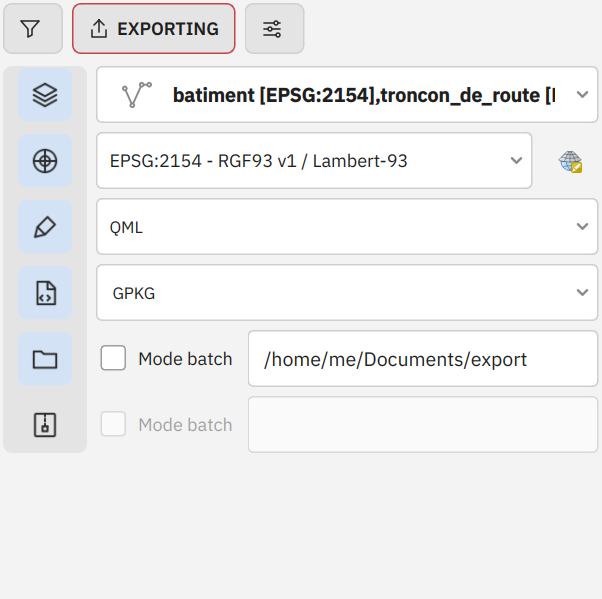 EXPORTING
batiment [EPSG:2154],troncon_de_route [
EPSG:2154 - RGF93 v1 / Lambert-93
QML
GPKG
Mode batch /home/me/Documents/export
Mode batch